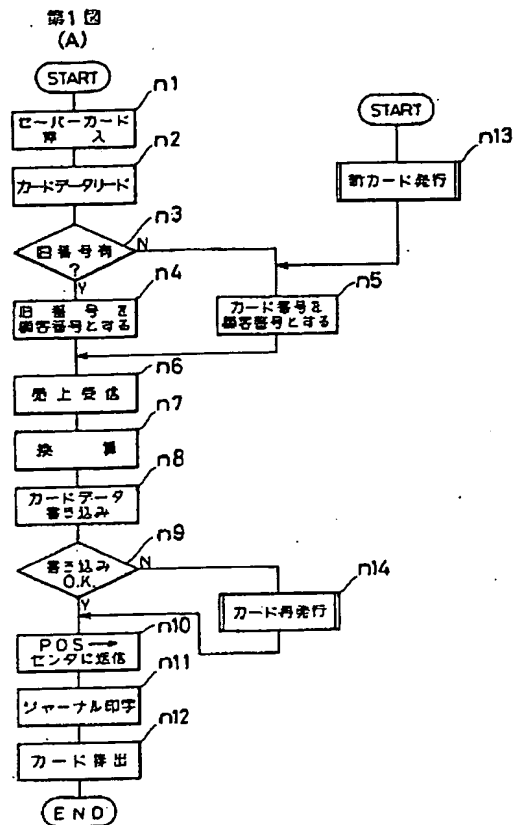 第1図
(A)
START
n1
セーバーカード
挿入
n2
カードデータリード
n3
旧番号有
?
N
Y
n4
旧番号を
顧客番号とする
START
n13
新カード発行
n5
カード番号を
顧客番号とする
n6
売上受信
n7
換算
n8
カードデータ
書き込み
n9
書き込み
O.K.
N
Y
n14
カード再発行
n10
POS→
センタに送信
n11
ジャーナル印字
n12
カード排出
END